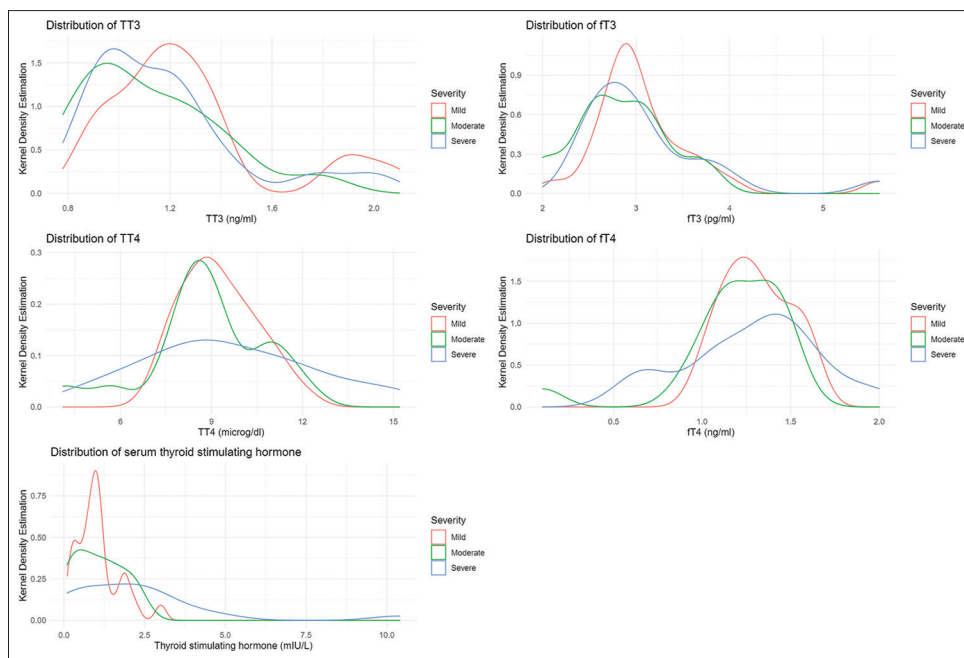 Distribution of TT3
Kernel Density Estimation
1.5
1.0
0.5
0.0
0.8
1.2
1.6
2.0
TT3 (ng/ml)
Severity
Mild
Moderate
Severe
Distribution of fT3
Kernel Density Estimation
0.9
0.6
0.3
0.0
2
3
4
5
fT3 (pg/ml)
Severity
Mild
Moderate
Severe
Distribution of TT4
Kernel Density Estimation
0.3
0.2
0.1
0.0
6
9
12
15
TT4 (microg/dl)
Severity
Mild
Moderate
Severe
Distribution of fT4
Kernel Density Estimation
1.5
1.0
0.5
0.0
0.5
1.0
1.5
2.0
fT4 (ng/ml)
Severity
Mild
Moderate
Severe
Distribution of serum thyroid stimulating hormone
Kernel Density Estimation
0.75
0.50
0.25
0.00
0.0
2.5
5.0
7.5
10.0
Thyroid stimulating hormone (mIU/L)
Severity
Mild
Moderate
Severe